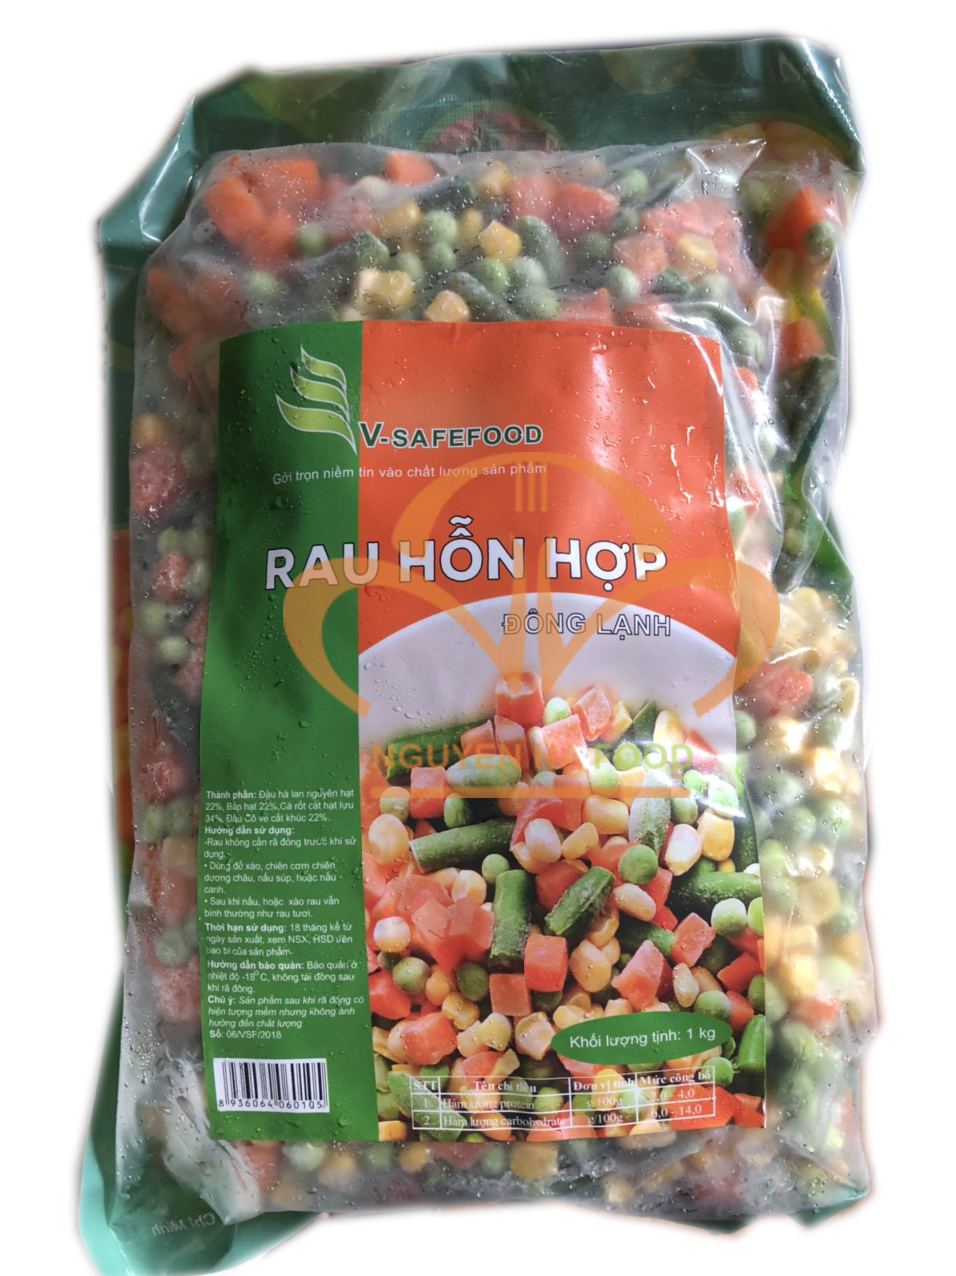 V-SAFEFOOD
Gởi trọn niềm tin vào chất lượng sản phẩm
RAU HỖN HỢP
ĐÔNG LẠNH
NGUYEN FOOD
Thành phần: Đậu hà lan nguyên hạt
22%, Bắp hạt 22%.Cà rốt cắt hạt lựu
34%, Đậu cô ve cắt khúc 22%.
Hướng dẫn sử dụng:
-Rau không cần rã đông trước khi sử
dụng.
• Dùng để xào, chiên cơm chiên
dương châu, nấu súp, hoặc nấu
canh.
• Sau khi nấu, hoặc xào rau vẫn
bình thường như rau tươi.
Thời hạn sử dụng: 18 tháng kể từ
ngày sản xuất, xem NSX, HSD trên
bao bì của sản phẩm.
Hướng dẫn bảo quản: Bảo quản ở
nhiệt độ -18°C, không tái đông sau
khi rã đông.
Chú ý: Sản phẩm sau khi rã đông có
hiện tượng mềm nhưng không ảnh
hưởng đến chất lượng
Số: 06/VSF/2018
Khối lượng tịnh: 1 kg
8 936064 060105
STT Tên chỉ tiêu Đơn vị tính Mức công bố
1 Hàm lượng protein g/100g 2,0 - 4,0
2 Hàm lượng carbohydrate g/100g 6,0 - 14,0
Chí Minh